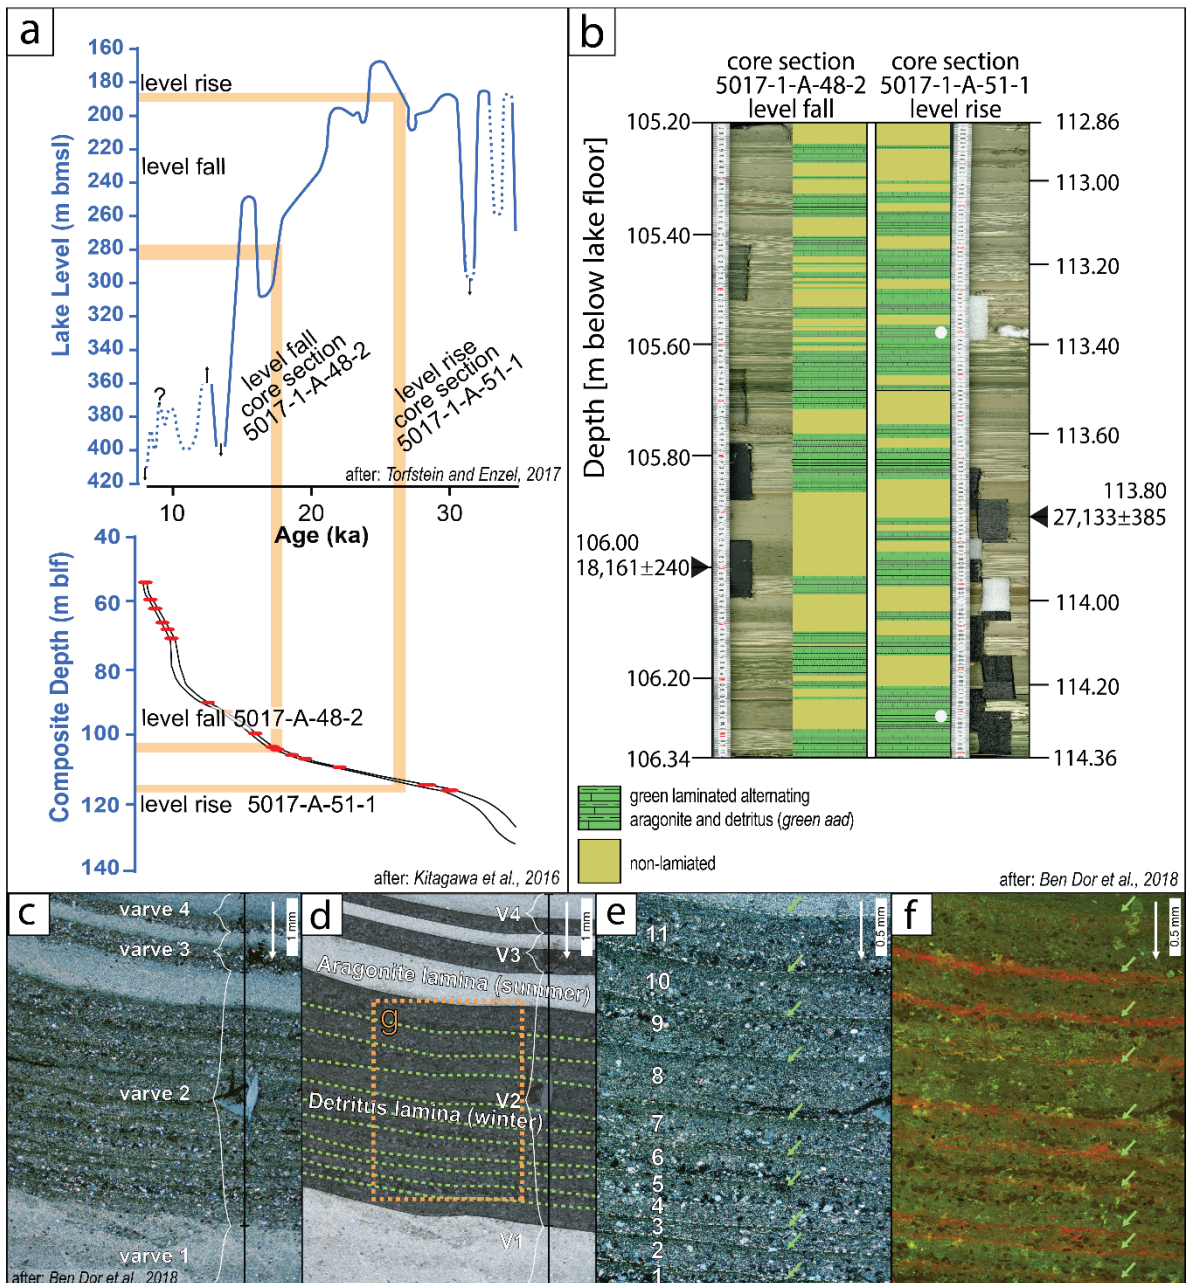 a
Lake Level (m bmsl)
160
180
200
220
240
260
280
300
320
340
360
380
400
420
level rise
level fall
?
level fall
core section
5017-1-A-48-2
level rise
core section
5017-1-A-51-1
after: Torfstein and Enzel, 2017
10
20
30
Age (ka)
Composite Depth (m blf)
40
60
80
100
120
140
level fall 5017-A-48-2
level rise 5017-A-51-1
after: Kitagawa et al., 2016
b
core section
5017-1-A-48-2
level fall
core section
5017-1-A-51-1
level rise
Depth [m below lake floor]
105.20
105.40
105.60
105.80
106.00
18,161±240
106.20
106.34
112.86
113.00
113.20
113.40
113.60
113.80
27,133±385
114.00
114.20
114.36
green laminated alternating
aragonite and detritus (green aad)
non-lamiated
after: Ben Dor et al., 2018
c
varve 4
varve 3
varve 2
varve 1
1 mm
after: Ben Dor et al., 2018
d
V4
V3
Aragonite lamina (summer)
g
V2
Detritus lamina (winter)
V1
1 mm
e
11
10
9
8
7
6
5
4
3
2
1
0.5 mm
f
0.5 mm